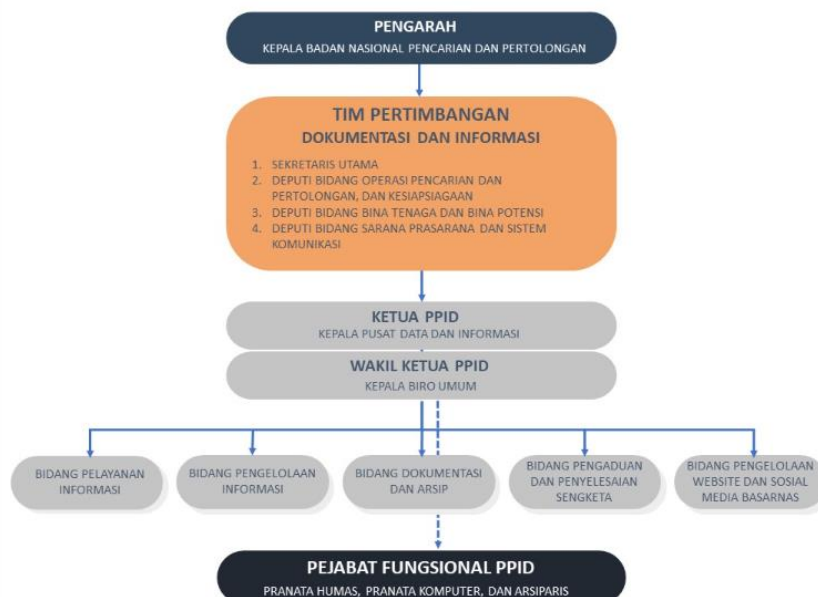 PENGARAH
KEPALA BADAN NASIONAL PENCARIAN DAN PERTOLONGAN
TIM PERTIMBANGAN
DOKUMENTASI DAN INFORMASI
1. SEKRETARIS UTAMA
2. DEPUTI BIDANG OPERASI PENCARIAN DAN
PERTOLONGAN, DAN KESIAPSIAGAAN
3. DEPUTI BIDANG BINA TENAGA DAN BINA POTENSI
4. DEPUTI BIDANG SARANA PRASARANA DAN SISTEM
KOMUNIKASI
KETUA PPID
KEPALA PUSAT DATA DAN INFORMASI
WAKIL KETUA PPID
KEPALA BIRO UMUM
BIDANG PELAYANAN
INFORMASI
BIDANG PENGELOLAAN
INFORMASI
BIDANG DOKUMENTASI
DAN ARSIP
BIDANG PENGADUAN
DAN PENYELESAIAN
SENGKETA
BIDANG PENGELOLAAN
WEBSITE DAN SOSIAL
MEDIA BASARNAS
PEJABAT FUNGSIONAL PPID
PRANATA HUMAS, PRANATA KOMPUTER, DAN ARSIPARIS